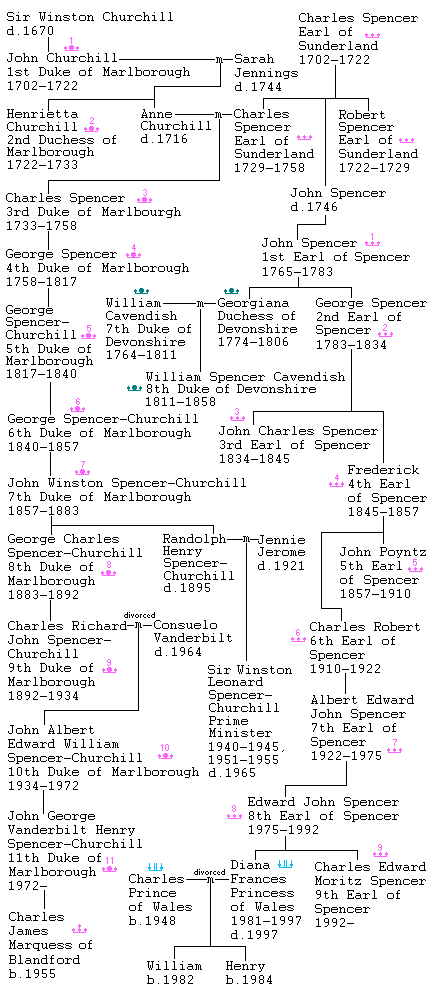 Sir Winston Churchill
d.1670
Charles Spencer
Earl of
Sunderland
1702-1722
1
John Churchill
1st Duke of Marlborough
1702-1722
m
Sarah
Jennings
d.1744
Henrietta
Churchill 2
2nd Duchess of
Marlborough
1722-1733
Anne
Churchill
d.1716
m
Charles
Spencer
Earl of
Sunderland
1729-1758
Robert
Spencer
Earl of
Sunderland
1722-1729
Charles Spencer 3
3rd Duke of Marlbourgh
1733-1758
John Spencer
d.1746
George Spencer 4
4th Duke of Marlborough
1758-1817
John Spencer 1
1st Earl of Spencer
1765-1783
George
Spencer-
Churchill 5
5th Duke of
Marlborough
1817-1840
William
Cavendish
7th Duke of
Devonshire
1764-1811
m
Georgiana
Duchess of
Devonshire
1774-1806
George Spencer
2nd Earl of
Spencer 2
1783-1834
William Spencer Cavendish
8th Duke of Devonshire
1811-1858
6
George Spencer-Churchill
6th Duke of Marlborough
1840-1857
3
John Charles Spencer
3rd Earl of Spencer
1834-1845
7
John Winston Spencer-Churchill
7th Duke of Marlborough
1857-1883
4
Frederick
4th Earl
of Spencer
1845-1857
George Charles
Spencer-Churchill
8th Duke of 8
Marlborough
1883-1892
Randolph
Henry
Spencer-
Churchill
d.1895
m
Jennie
Jerome
d.1921
John Poyntz
5th Earl 5
of Spencer
1857-1910
Charles Richard
John Spencer-
Churchill
9th Duke of 9
Marlborough
1892-1934
divorced
m
Consuelo
Vanderbilt
d.1964
6
Charles Robert
6th Earl of
Spencer
1910-1922
Sir Winston
Leonard
Spencer-
Churchill
Prime
Minister
1940-1945,
1951-1955
d.1965
Albert Edward
John Spencer
7th Earl of
Spencer 7
1922-1975
John Albert
Edward William
Spencer-Churchill 10
10th Duke of Marlborough
1934-1972
8
Edward John Spencer
8th Earl of Spencer
1975-1992
John George
Vanderbilt Henry
Spencer-Churchill
11th Duke of
Marlborough 11
1972-
Charles
Prince
of Wales
b.1948
divorced
m
Diana
Frances
Princess
of Wales
1981-1997
d.1997
9
Charles Edward
Moritz Spencer
9th Earl of
Spencer
1992-
Charles
James
Marquess of
Blandford
b.1955
William
b.1982
Henry
b.1984